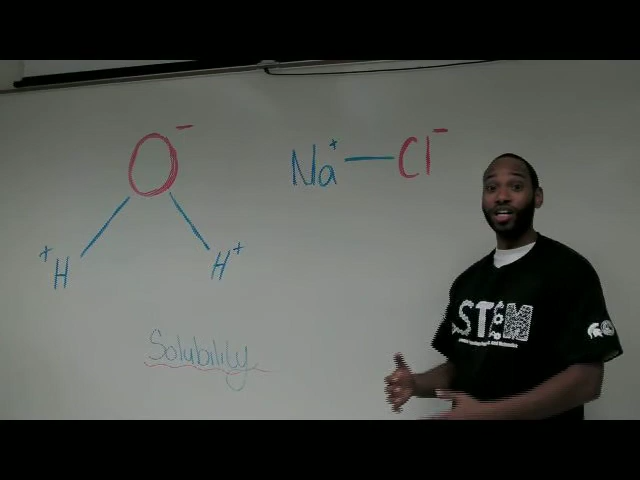 O⁻
Na⁺ — Cl⁻
⁺H H⁺
Solubility
STEM